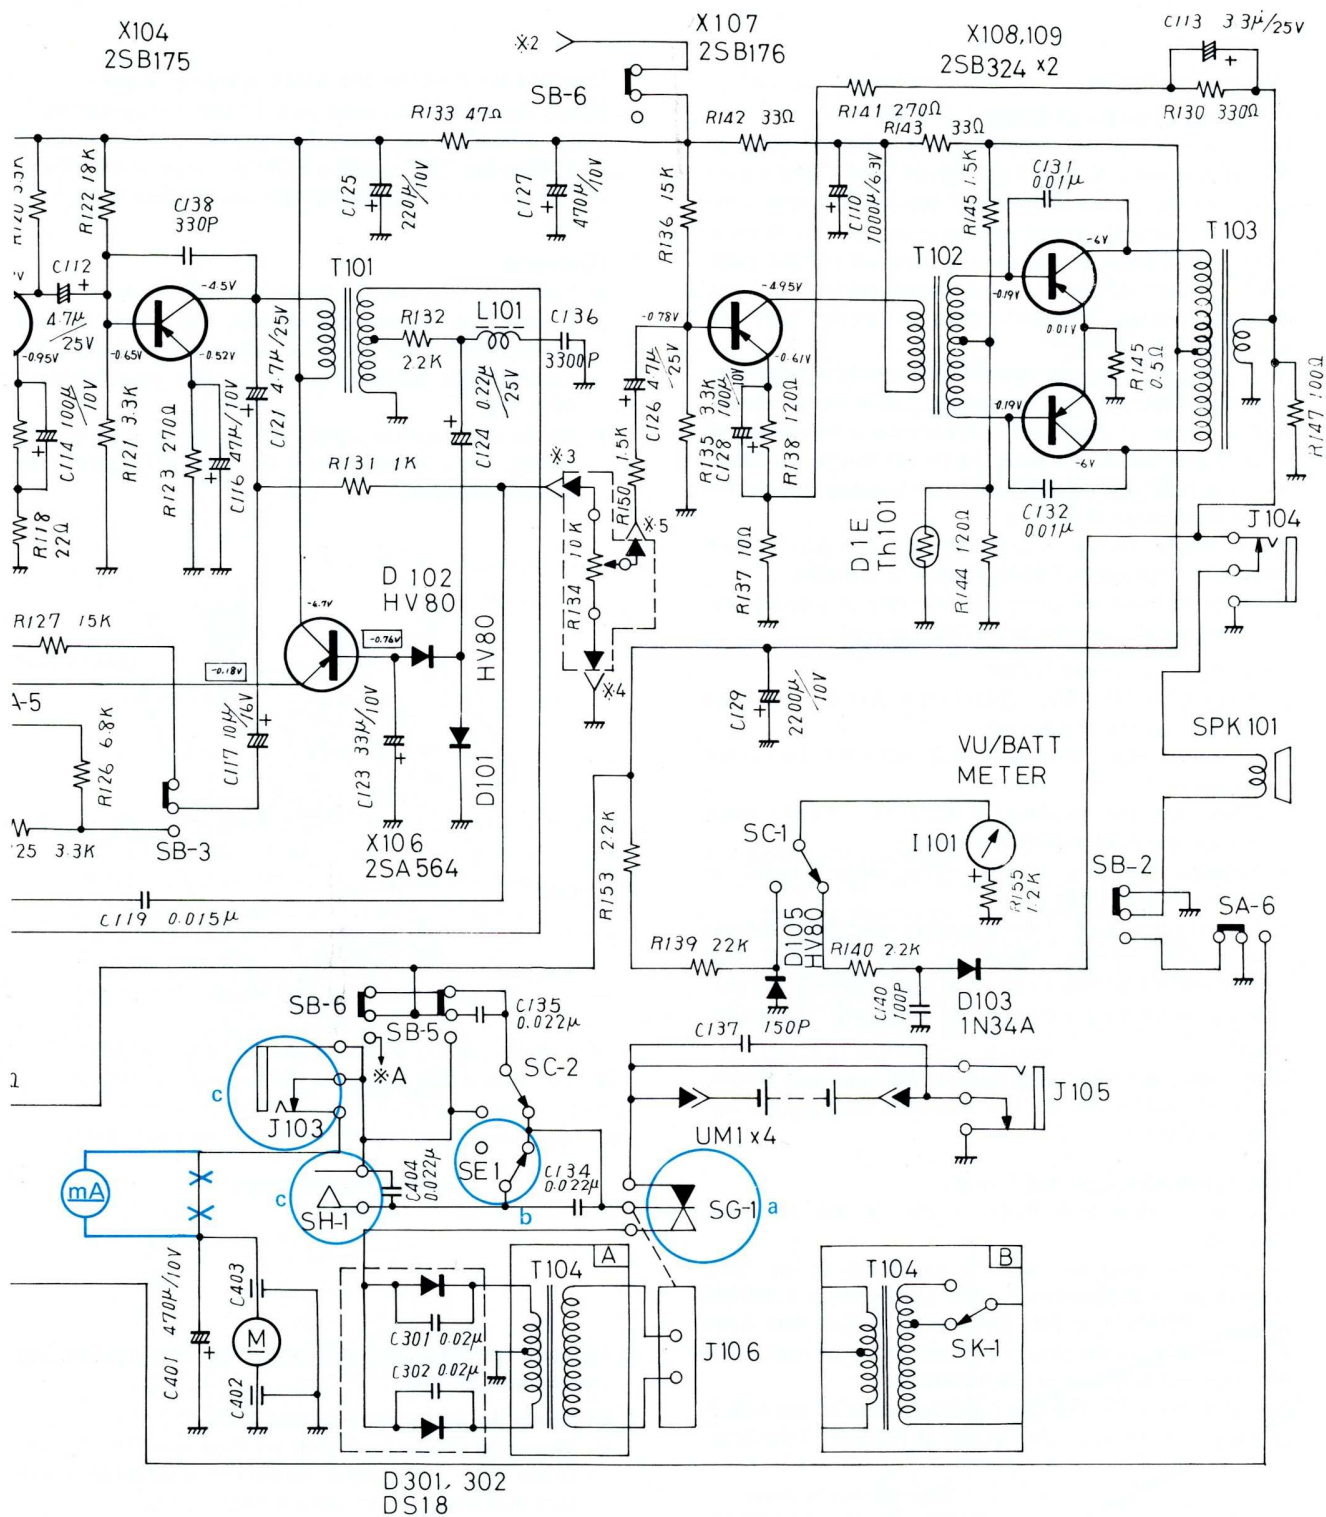 X104
2SB175
※2
X107
2SB176
X108,109
2SB324 x2
C113 3.3μ/25V
SB-6
R133 47Ω
R142 33Ω
R141 270Ω
R143 33Ω
R130 330Ω
R122 18K
C138
330P
C125
220μ/10V
C127
470μ/10V
R136 15K
C110
1000μ/6.3V
R145 1.5K
C131
0.01μ
T103
C112
4.7μ/25V
-4.5V
-0.65V
-0.52V
-0.95V
T101
R132
2.2K
L101
C136
3300P
-0.78V
-4.95V
-0.61V
T102
-6V
-0.19V
0.01V
-0.19V
-6V
R145
0.5Ω
R147 100Ω
C114 100μ/10V
R121 3.3K
R123 270Ω
C116 47μ/10V
C121 4.7μ/25V
C124 0.22μ/25V
C126 4.7μ/25V
R135 3.3K
C128 100μ/10V
R138 120Ω
R118
22Ω
R131 1K
※3
R150 1.5K
※5
C132
0.01μ
J104
R134 10K
R137 10Ω
D1E
Th101
R144 120Ω
D102
HV80
R127 15K
-4.7V
-0.76V
-0.18V
HV80
D101
※4
A-5
R126 6.8K
C117 10μ/16V
C123 33μ/10V
C129
2200μ/10V
VU/BATT
METER
SPK101
25 3.3K
SB-3
X106
2SA564
R153 2.2K
SC-1
I101
R155
1.2K
SB-2
SA-6
C119 0.015μ
R139 22K
D105
HV80
R140 2.2K
C140
100P
D103
1N34A
SB-6
SB-5
C135
0.022μ
C137 150P
Ω
c
J103
※A
SC-2
UM1x4
J105
mA
c
SH-1
C404
0.022μ
SE1
b
C134
0.022μ
SG-1
a
C401 470μ/10V
C403
M
C402
C301 0.02μ
C302 0.02μ
A
T104
J106
B
T104
SK-1
D301, 302
DS18